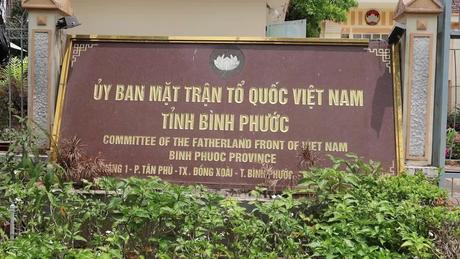 ỦY BAN MẶT TRẬN TỔ QUỐC VIỆT NAM
TỈNH BÌNH PHƯỚC
COMMITTEE OF THE FATHERLAND FRONT OF VIET NAM
BINH PHUOC PROVINCE
1 - P. TÂN PHÚ - TX. ĐỒNG XOÀI - T. BÌNH PHƯỚC